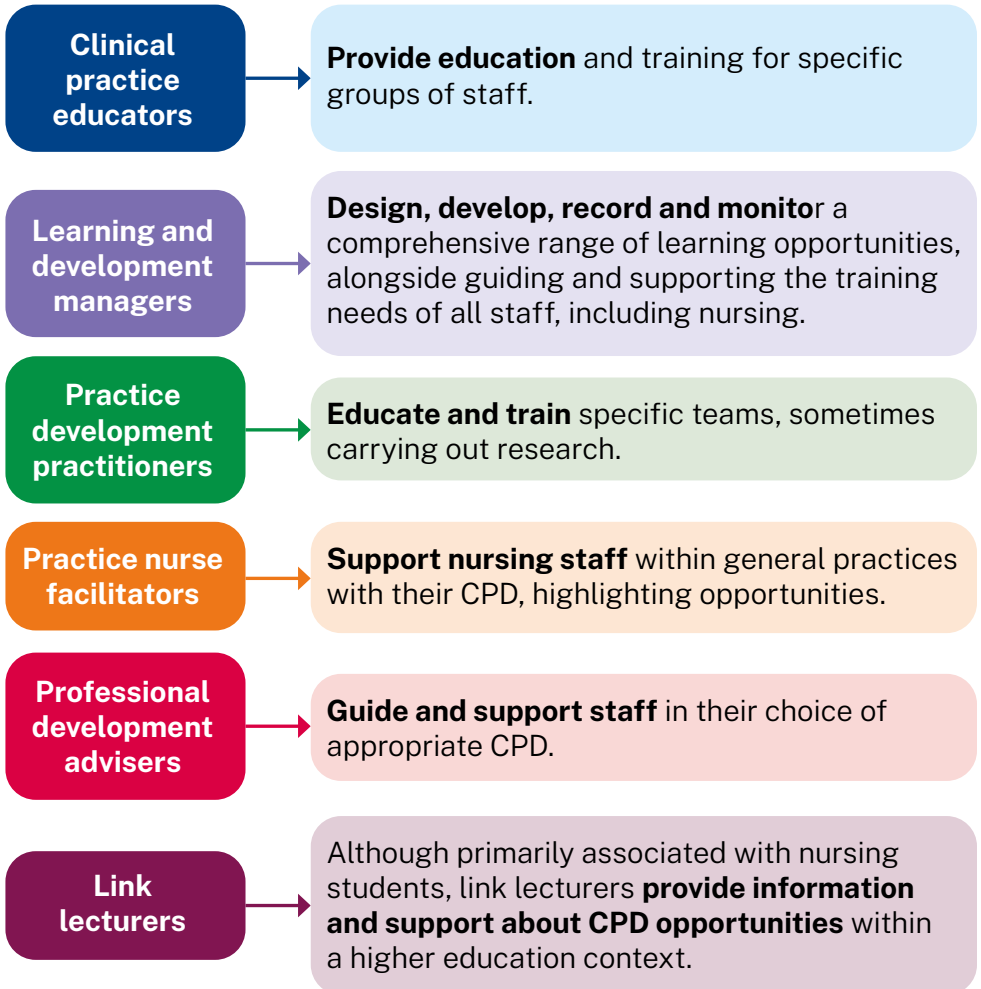 Clinical
practice
educators
Provide education and training for specific
groups of staff.
Learning and
development
managers
Design, develop, record and monitor a
comprehensive range of learning opportunities,
alongside guiding and supporting the training
needs of all staff, including nursing.
Practice
development
practitioners
Educate and train specific teams, sometimes
carrying out research.
Practice nurse
facilitators
Support nursing staff within general practices
with their CPD, highlighting opportunities.
Professional
development
advisers
Guide and support staff in their choice of
appropriate CPD.
Link
lecturers
Although primarily associated with nursing
students, link lecturers provide information
and support about CPD opportunities within
a higher education context.